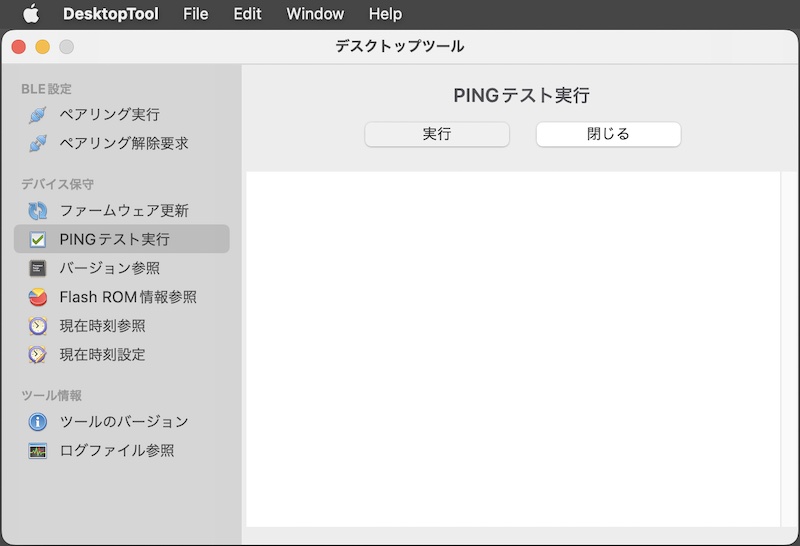 DesktopTool File Edit Window Help
デスクトップツール
BLE設定
ペアリング実行
ペアリング解除要求
デバイス保守
ファームウェア更新
PINGテスト実行
バージョン参照
Flash ROM情報参照
現在時刻参照
現在時刻設定
ツール情報
ツールのバージョン
ログファイル参照
PINGテスト実行
実行 閉じる